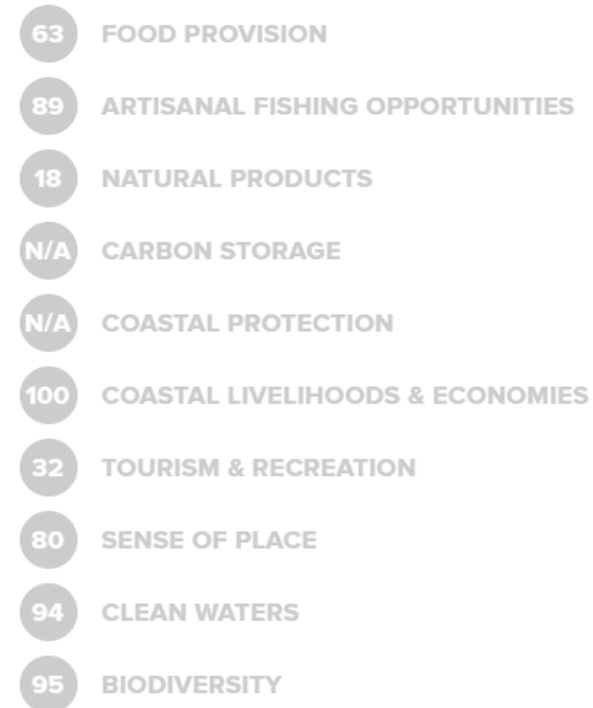 63 FOOD PROVISION
89 ARTISANAL FISHING OPPORTUNITIES
18 NATURAL PRODUCTS
N/A CARBON STORAGE
N/A COASTAL PROTECTION
100 COASTAL LIVELIHOODS & ECONOMIES
32 TOURISM & RECREATION
80 SENSE OF PLACE
94 CLEAN WATERS
95 BIODIVERSITY